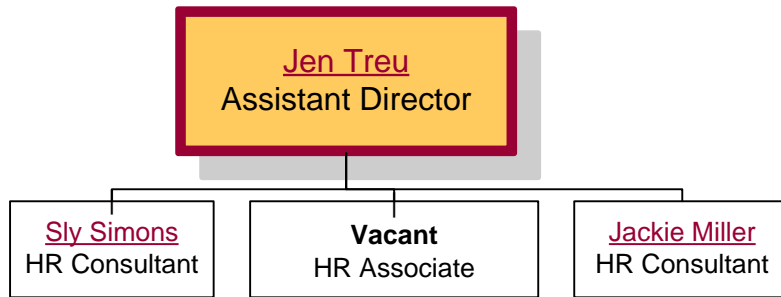 Jen Treu
Assistant Director
Sly Simons
HR Consultant
Vacant
HR Associate
Jackie Miller
HR Consultant